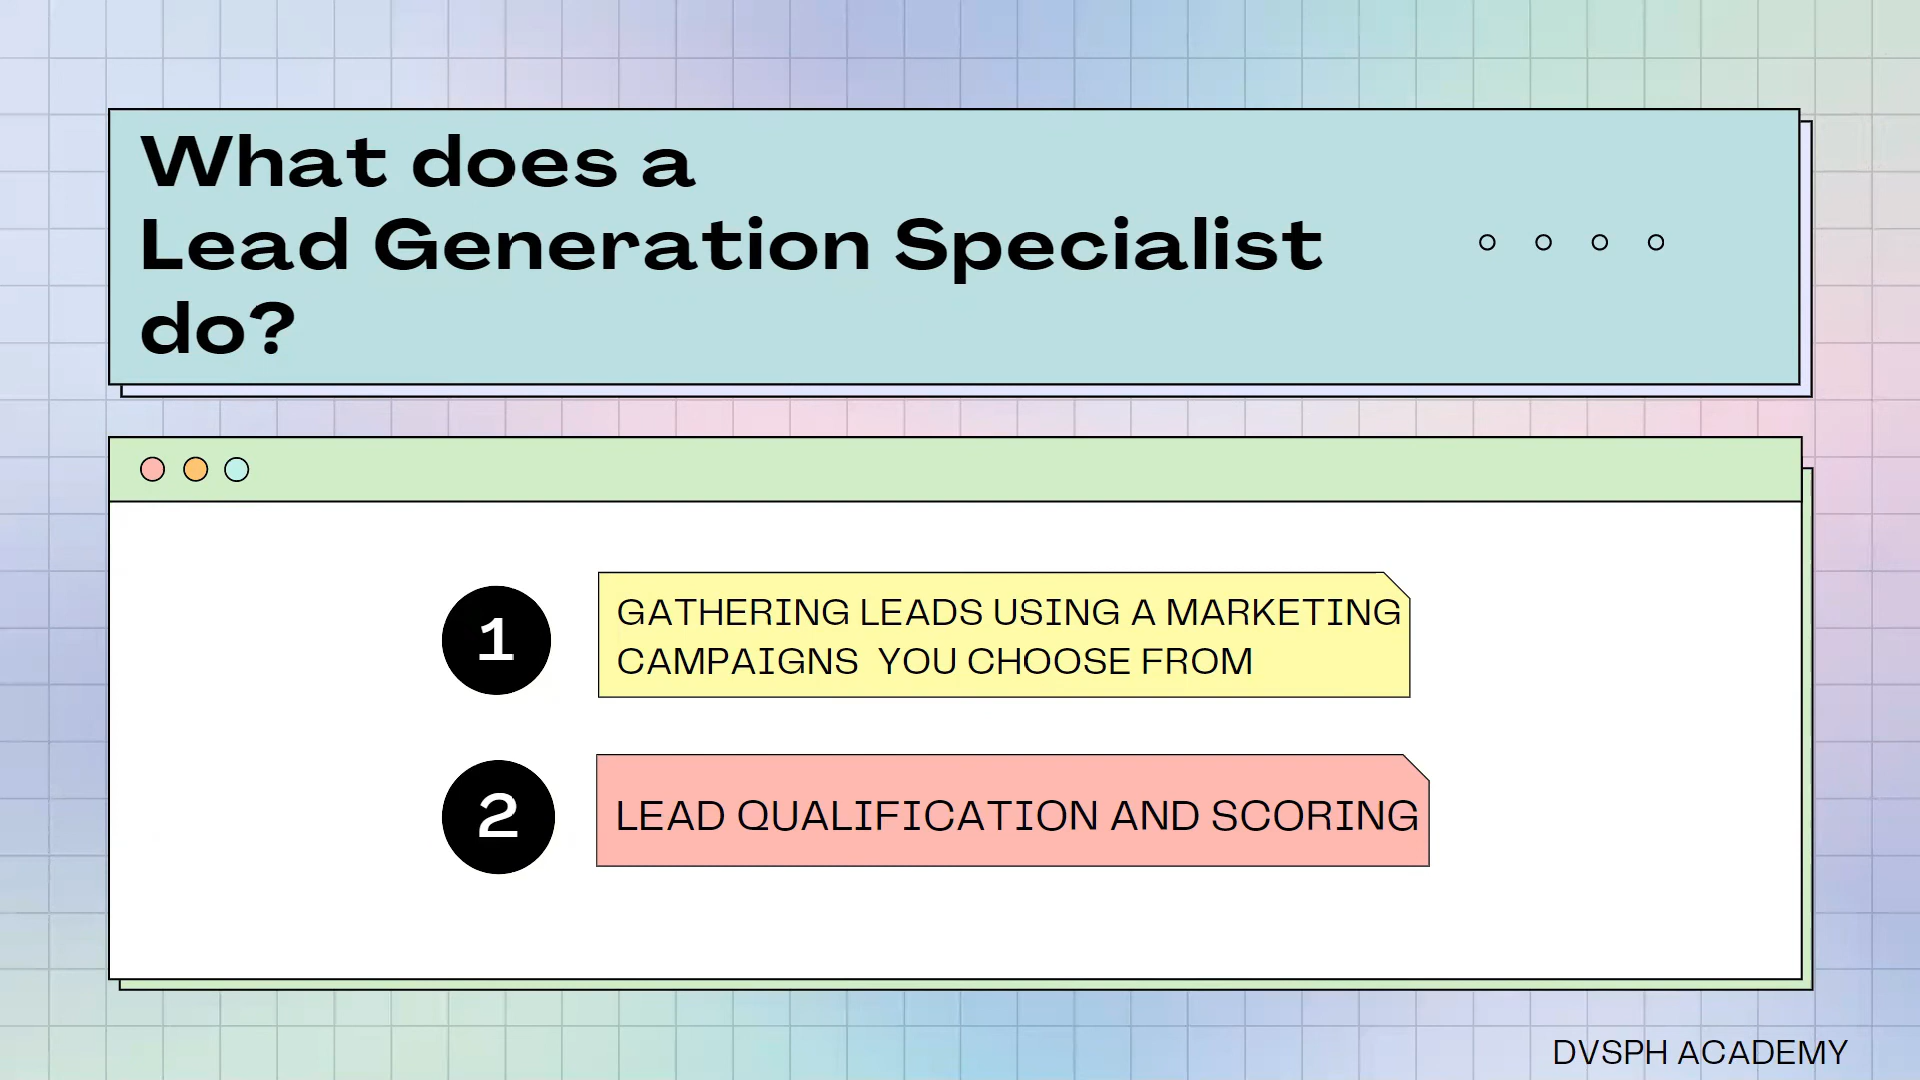 What does a
Lead Generation Specialist
do?
1
GATHERING LEADS USING A MARKETING
CAMPAIGNS  YOU CHOOSE FROM
2
LEAD QUALIFICATION AND SCORING
DVSPH ACADEMY